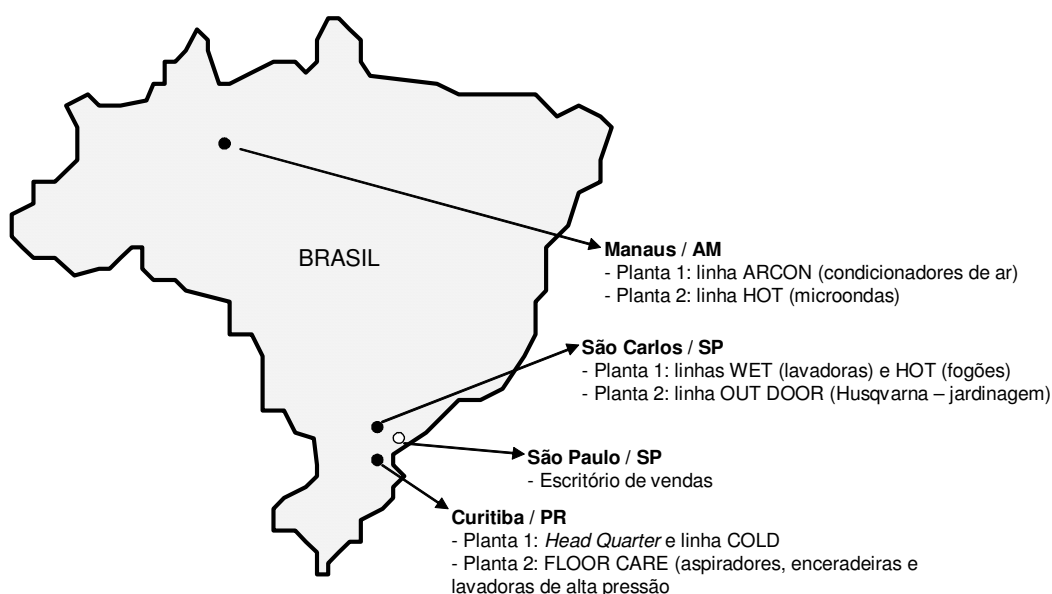 BRASIL
Manaus / AM
- Planta 1: linha ARCON (condicionadores de ar)
- Planta 2: linha HOT (microondas)
São Carlos / SP
- Planta 1: linhas WET (lavadoras) e HOT (fogões)
- Planta 2: linha OUT DOOR (Husqvarna – jardinagem)
São Paulo / SP
- Escritório de vendas
Curitiba / PR
- Planta 1: Head Quarter e linha COLD
- Planta 2: FLOOR CARE (aspiradores, enceradeiras e
lavadoras de alta pressão